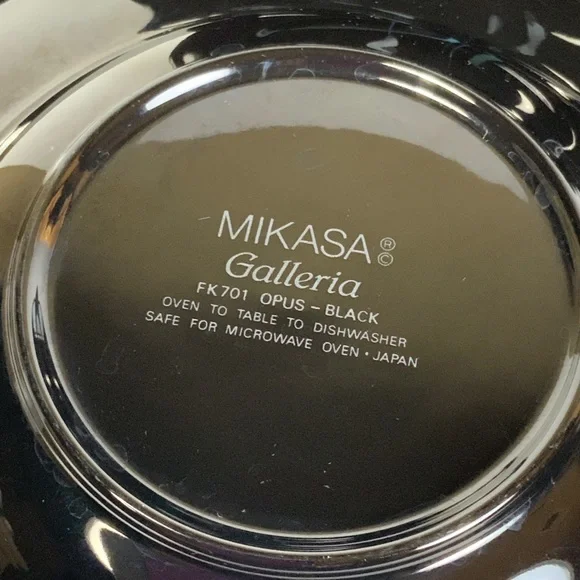 MIKASA ® ©
Galleria
FK701 OPUS – BLACK
OVEN TO TABLE TO DISHWASHER
SAFE FOR MICROWAVE OVEN · JAPAN